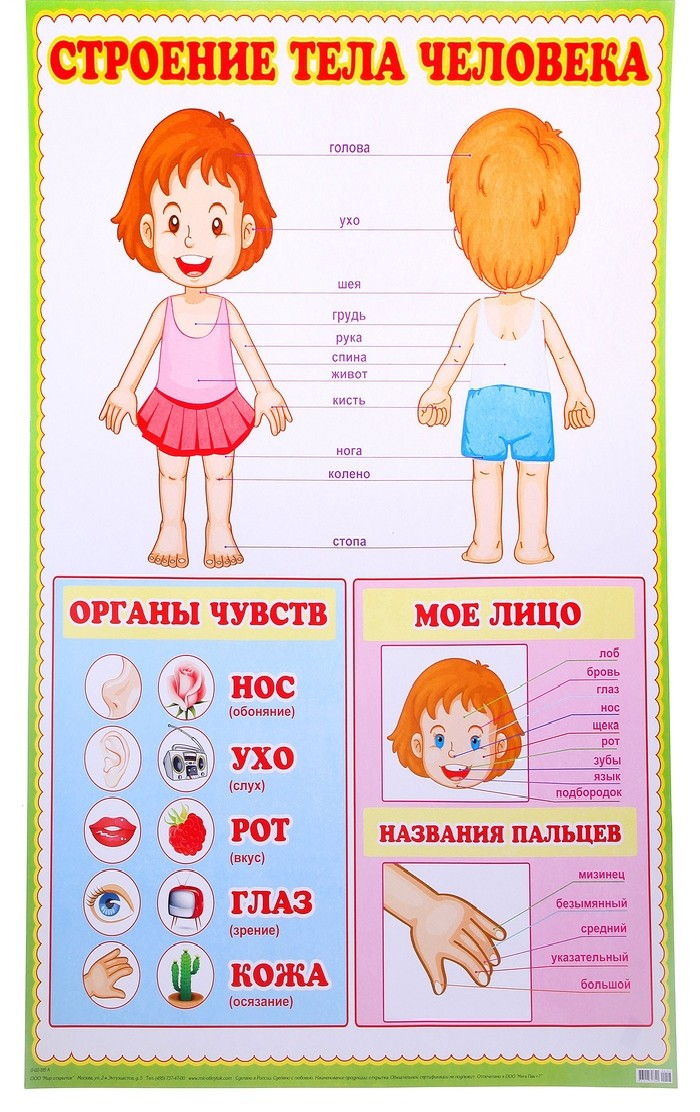 СТРОЕНИЕ ТЕЛА ЧЕЛОВЕКА
голова
ухо
шея
грудь
рука
спина
живот
кисть
нога
колено
стопа
ОРГАНЫ ЧУВСТВ
НОС
(обоняние)
УХО
(слух)
РОТ
(вкус)
ГЛАЗ
(зрение)
КОЖА
(осязание)
МОЕ ЛИЦО
лоб
бровь
глаз
нос
щека
рот
зубы
язык
подбородок
НАЗВАНИЯ ПАЛЬЦЕВ
мизинец
безымянный
средний
указательный
большой